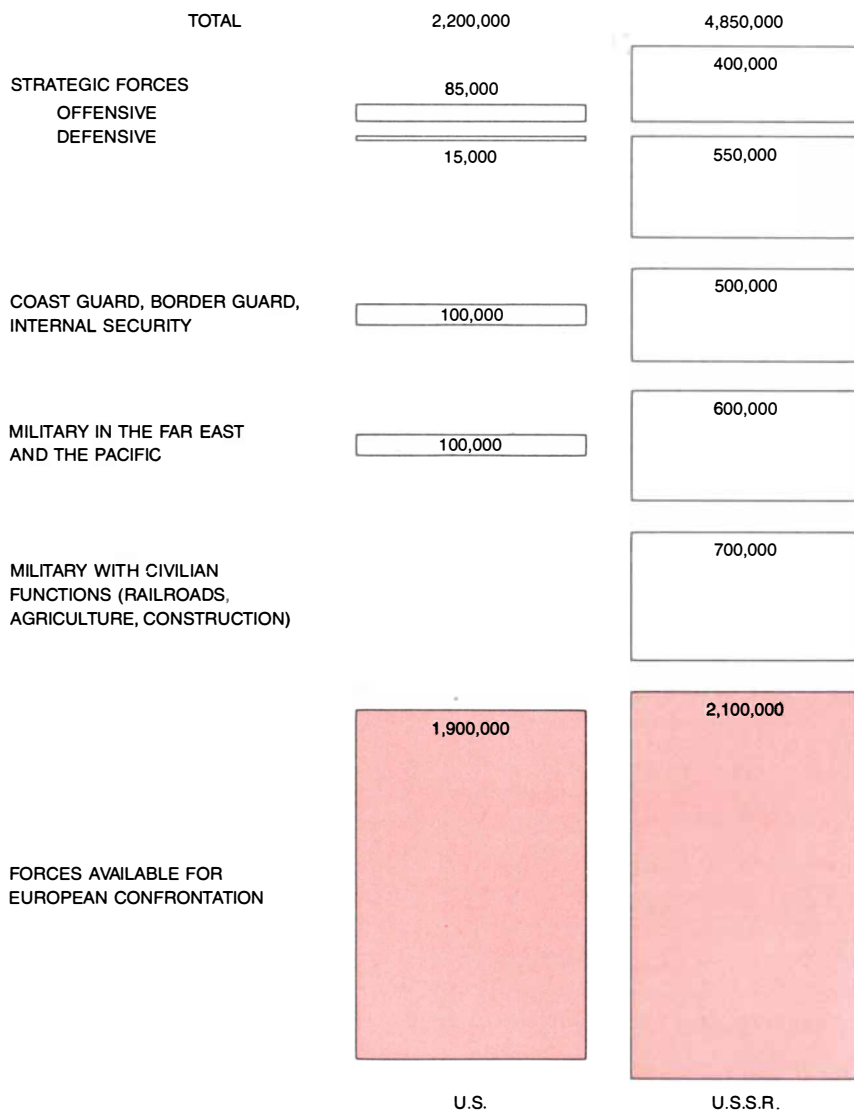 TOTAL 2,200,000 4,850,000
400,000
STRATEGIC FORCES 85,000
OFFENSIVE
DEFENSIVE
15,000 550,000
500,000
COAST GUARD, BORDER GUARD,
100,000
INTERNAL SECURITY
600,000
MILITARY IN THE FAR EAST
100,000
AND THE PACIFIC
700,000
MILITARY WITH CIVILIAN
FUNCTIONS (RAILROADS,
AGRICULTURE, CONSTRUCTION)
1,900,000 2,100,000
FORCES AVAILABLE FOR
EUROPEAN CONFRONTATION
U.S. U.S.S.R.